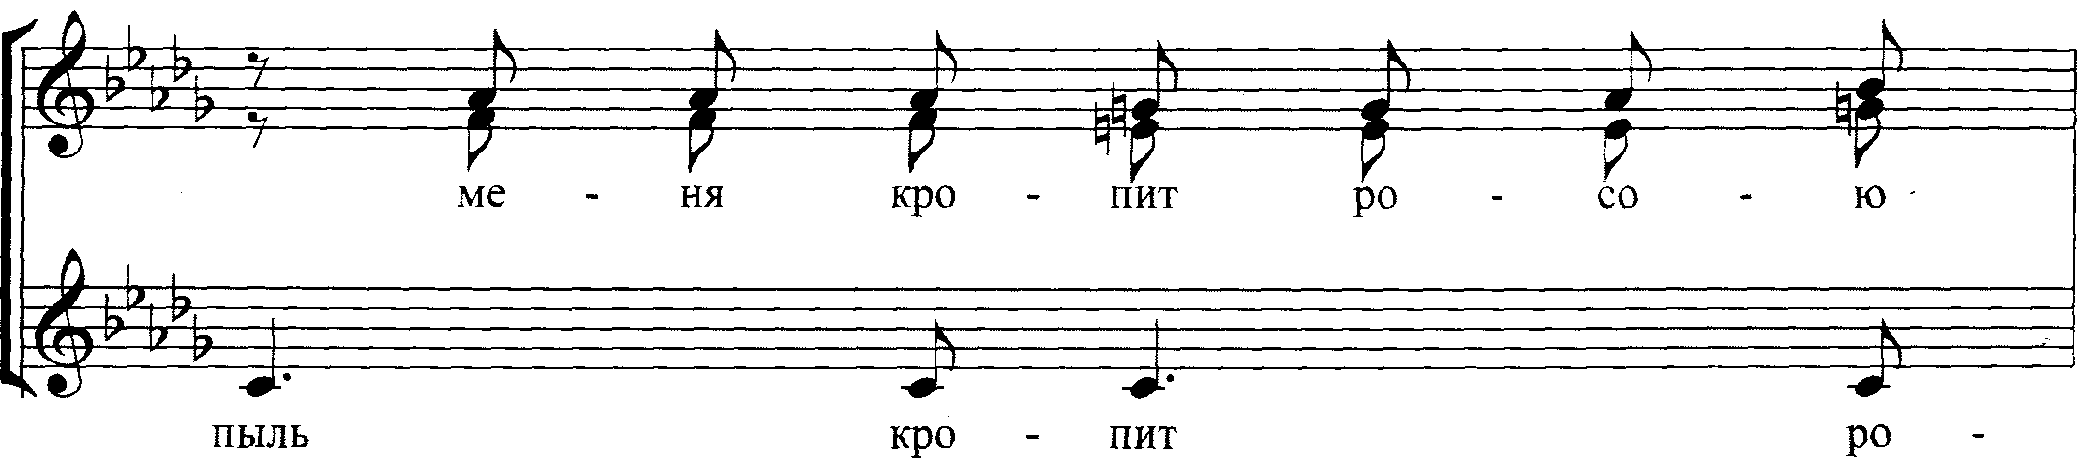 ме - ня кро - пит ро - со - ю
пыль кро - пит ро -